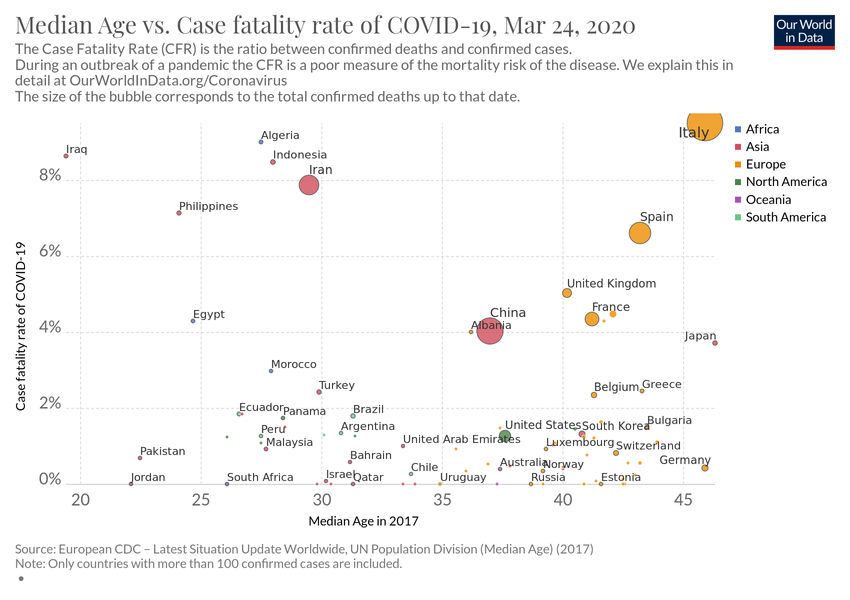 Median Age vs. Case fatality rate of COVID-19, Mar 24, 2020
Our World
in Data
The Case Fatality Rate (CFR) is the ratio between confirmed deaths and confirmed cases.
During an outbreak of a pandemic the CFR is a poor measure of the mortality risk of the disease. We explain this in
detail at OurWorldInData.org/Coronavirus
The size of the bubble corresponds to the total confirmed deaths up to that date.
Italy
Africa
Algeria
Asia
Iraq
Indonesia
Europe
Iran
8%
North America
Oceania
Philippines
Spain
South America
6%
United Kingdom
China
France
Egypt
Albania
4%
Japan
Case fatality rate of COVID-19
Morocco
Turkey
Belgium
Greece
2%
Ecuador
Panama
Brazil
Bulgaria
Peru
Argentina
United States
South Korea
Malaysia
United Arab Emirates
Luxembourg
Switzerland
Pakistan
Bahrain
Australia
Norway
Germany
Jordan
South Africa
Israel
Qatar
Chile
Uruguay
Russia
Estonia
0%
20
25
30
35
40
45
Median Age in 2017
Source: European CDC – Latest Situation Update Worldwide, UN Population Division (Median Age) (2017)
Note: Only countries with more than 100 confirmed cases are included.